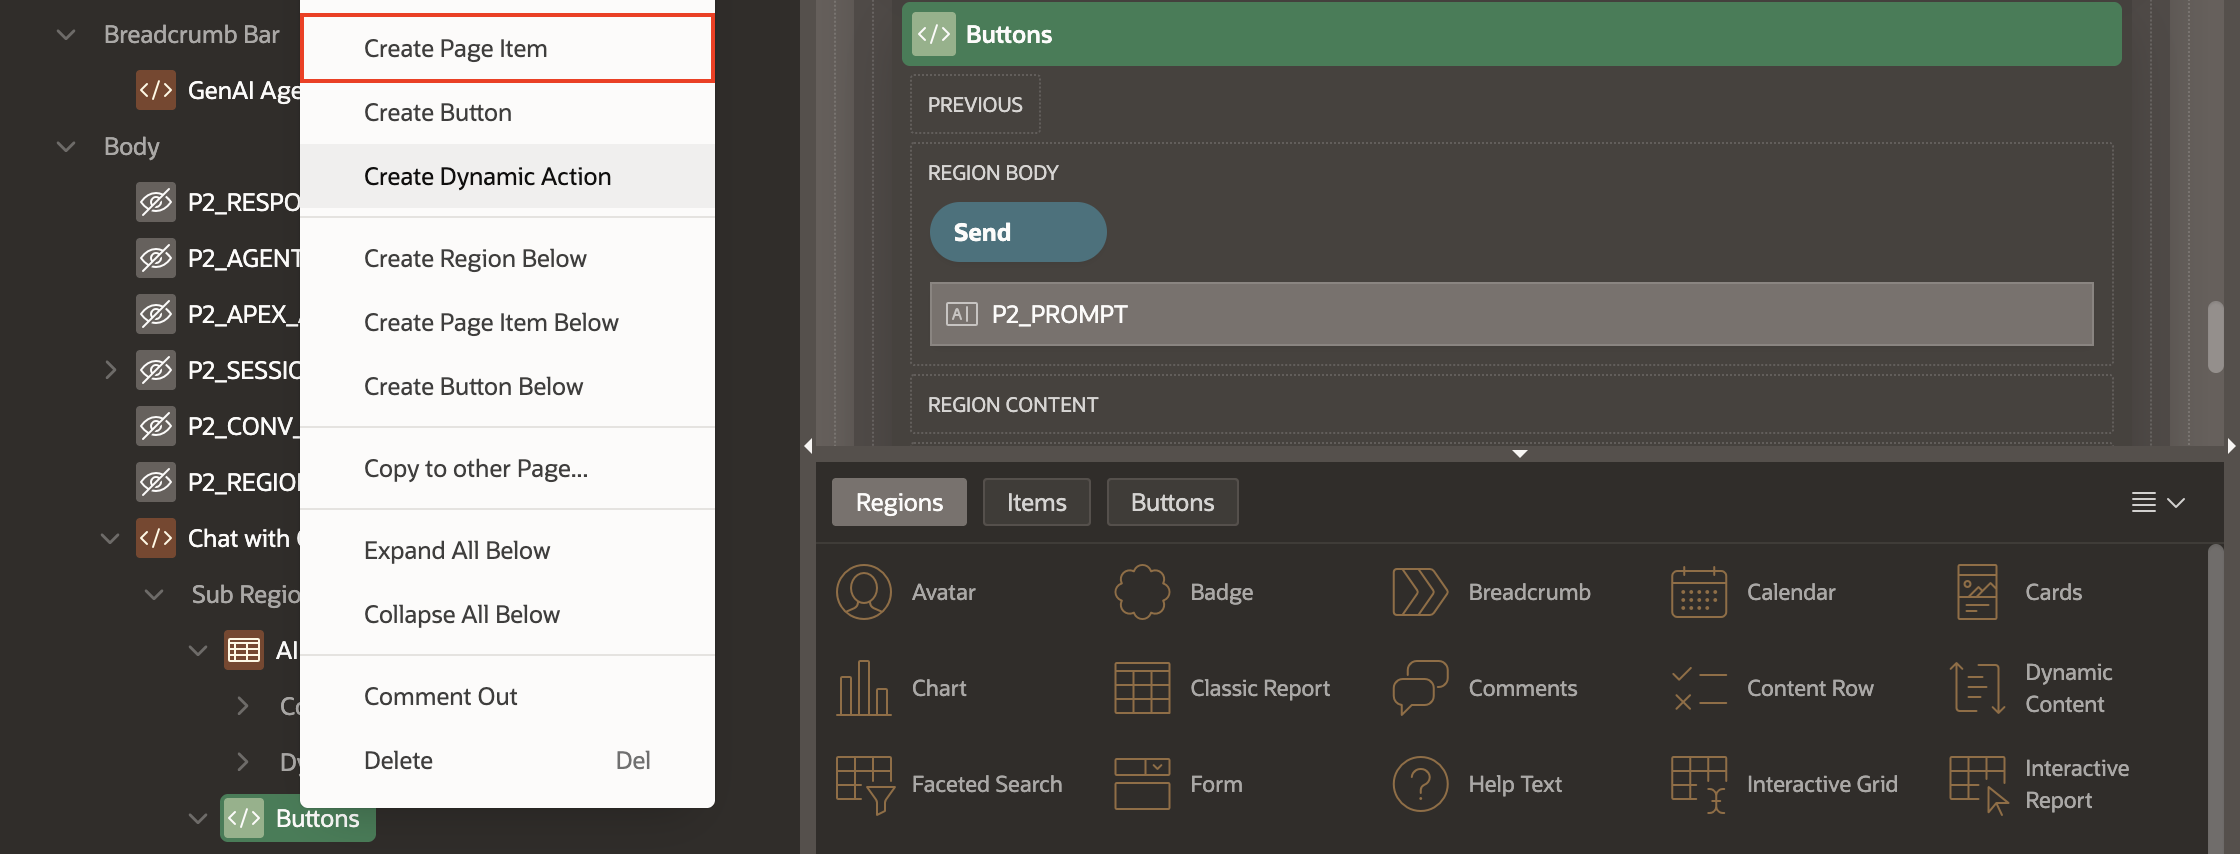 Breadcrumb Bar
</> GenAI Age
Body
P2_RESPO
P2_AGENT
P2_APEX_
P2_SESSIO
P2_CONV_
P2_REGIO
</> Chat with
Sub Regio
AI
Co
Dy
</> Buttons
Create Page Item
Create Button
Create Dynamic Action
Create Region Below
Create Page Item Below
Create Button Below
Copy to other Page...
Expand All Below
Collapse All Below
Comment Out
Delete Del
</> Buttons
PREVIOUS
REGION BODY
Send
A| P2_PROMPT
REGION CONTENT
Regions Items Buttons
Avatar Badge Breadcrumb Calendar Cards
Chart Classic Report Comments Content Row Dynamic
Content
Faceted Search Form ? Help Text Interactive Grid Interactive
Report